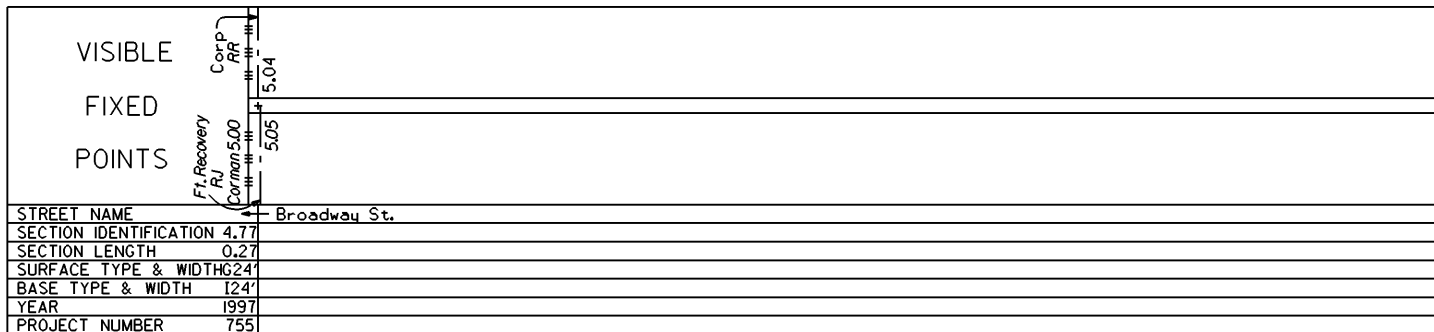 VISIBLE
FIXED
POINTS
Corp
RR
5.04
Ft.Recovery
RJ
Corman 5.00
5.05
STREET NAME Broadway St.
SECTION IDENTIFICATION 4.77
SECTION LENGTH 0.27
SURFACE TYPE & WIDTH G24'
BASE TYPE & WIDTH I24'
YEAR 1997
PROJECT NUMBER 755